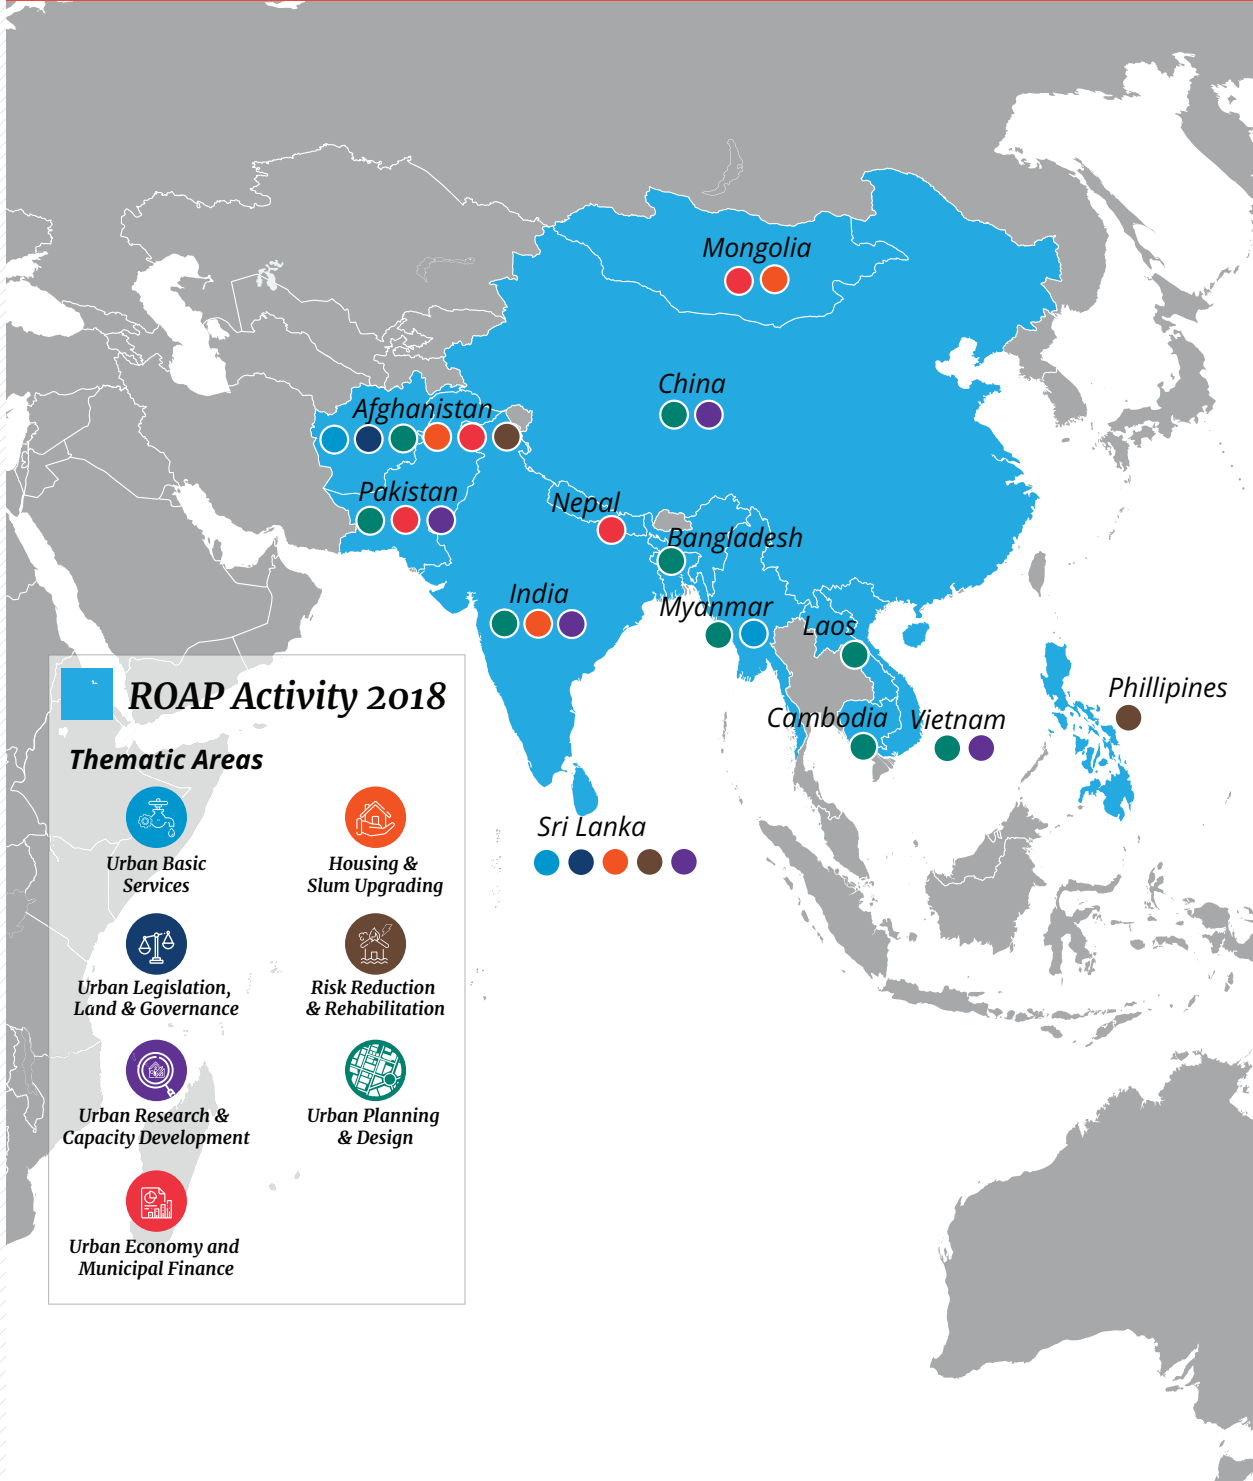 Mongolia
China
Afghanistan
Pakistan
Nepal
Bangladesh
India
Myanmar
Laos
Phillipines
Cambodia
Vietnam
Sri Lanka
ROAP Activity 2018
Thematic Areas
Urban Basic
Services
Housing &
Slum Upgrading
Urban Legislation,
Land & Governance
Risk Reduction
& Rehabilitation
Urban Research &
Capacity Development
Urban Planning
& Design
Urban Economy and
Municipal Finance